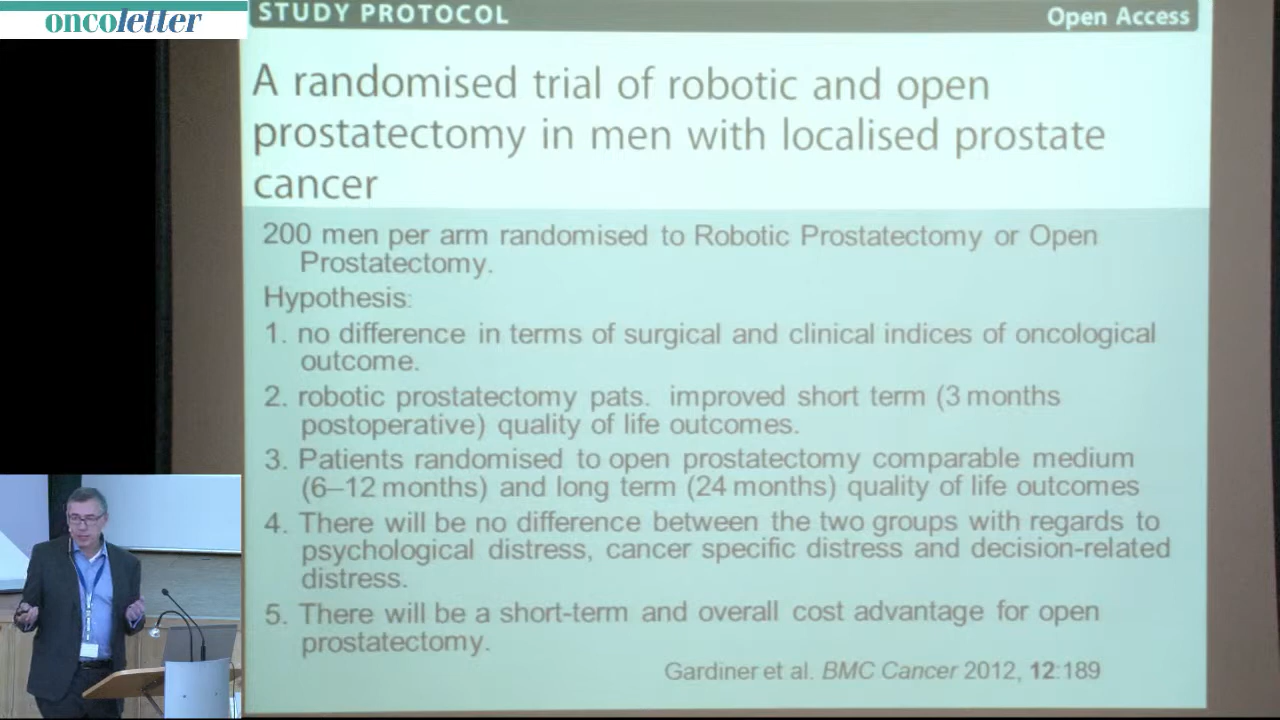 oncoletter
STUDY PROTOCOL
Open Access
A randomised trial of robotic and open
prostatectomy in men with localised prostate
cancer
200 men per arm randomised to Robotic Prostatectomy or Open
Prostatectomy.
Hypothesis:
1. no difference in terms of surgical and clinical indices of oncological
outcome.
2. robotic prostatectomy pats. improved short term (3 months
postoperative) quality of life outcomes.
3. Patients randomised to open prostatectomy comparable medium
(6–12 months) and long term (24 months) quality of life outcomes
4. There will be no difference between the two groups with regards to
psychological distress, cancer specific distress and decision-related
distress.
5. There will be a short-term and overall cost advantage for open
prostatectomy.
Gardiner et al. BMC Cancer 2012, 12:189